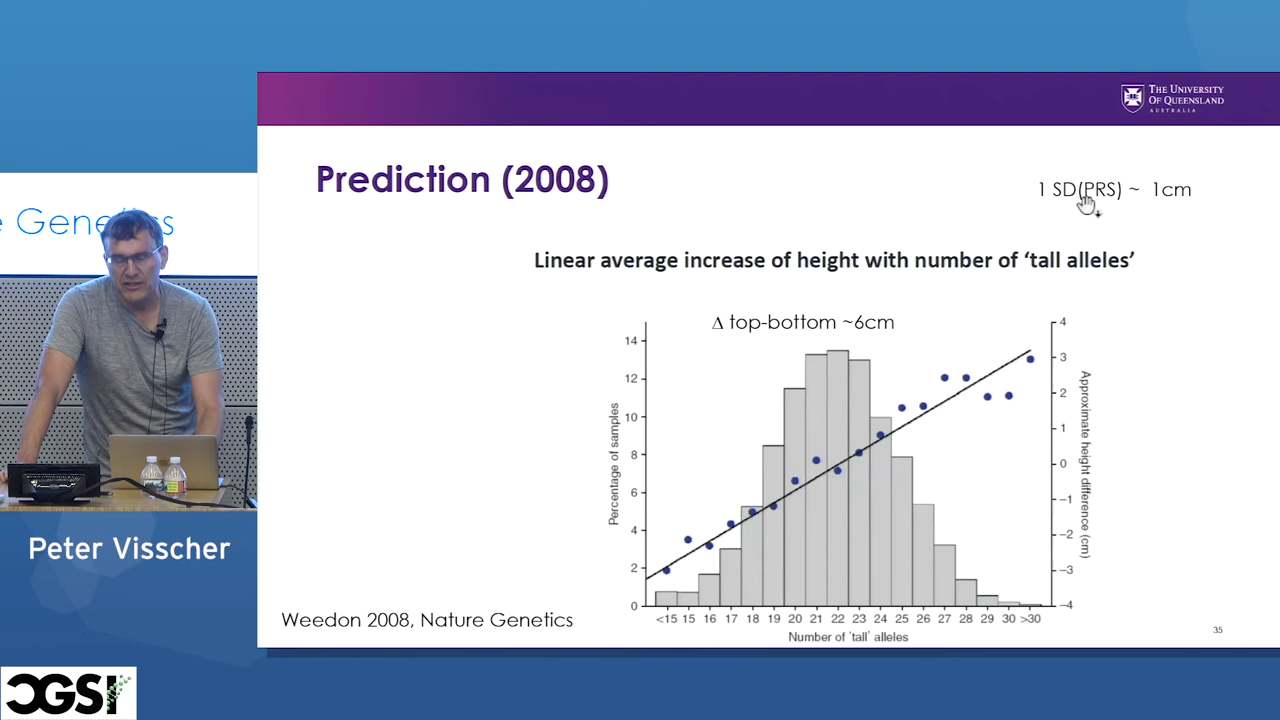 THE UNIVERSITY
OF QUEENSLAND
AUSTRALIA
Prediction (2008)
1 SD(PRS) ~ 1cm
e Genetics
Linear average increase of height with number of ‘tall alleles’
Δ top-bottom ~6cm
14
12
10
8
6
4
2
0
Percentage of samples
4
3
2
1
0
−1
−2
−3
−4
Approximate height difference (cm)
<15 15 16 17 18 19 20 21 22 23 24 25 26 27 28 29 30 >30
Number of 'tall' alleles
Weedon 2008, Nature Genetics
35
Peter Visscher
CGSI